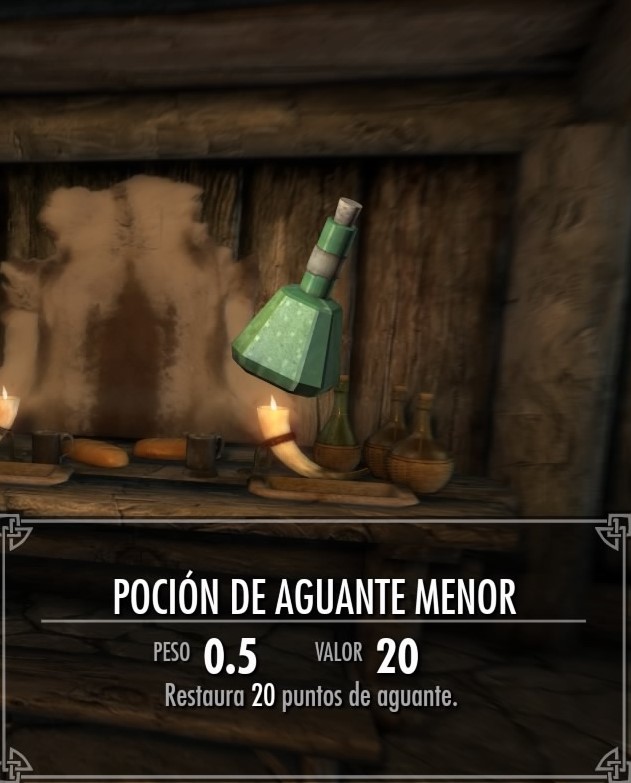 POCIÓN DE AGUANTE MENOR
PESO 0.5 VALOR 20
Restaura 20 puntos de aguante.